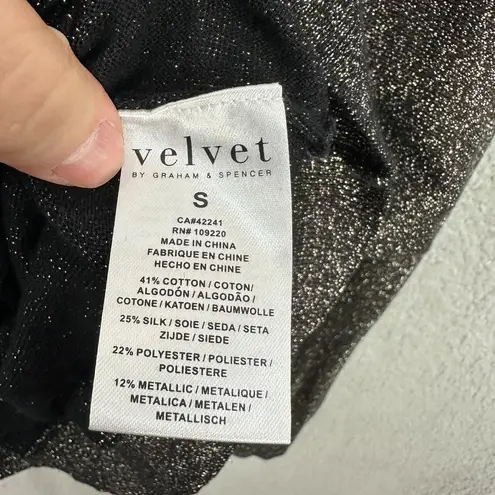 velvet
BY GRAHAM & SPENCER
S
CA#42241
RN# 109220
MADE IN CHINA
FABRIQUE EN CHINE
HECHO EN CHINE
41% COTTON / COTON/
ALGODÓN / ALGODÃO /
COTONE / KATOEN / BAUMWOLLE
25% SILK / SOIE / SEDA / SETA
ZIJDE / SIEDE
22% POLYESTER / POLIESTER /
POLIESTERE
12% METALLIC / METALIQUE /
METALICA / METALEN /
METALLISCH